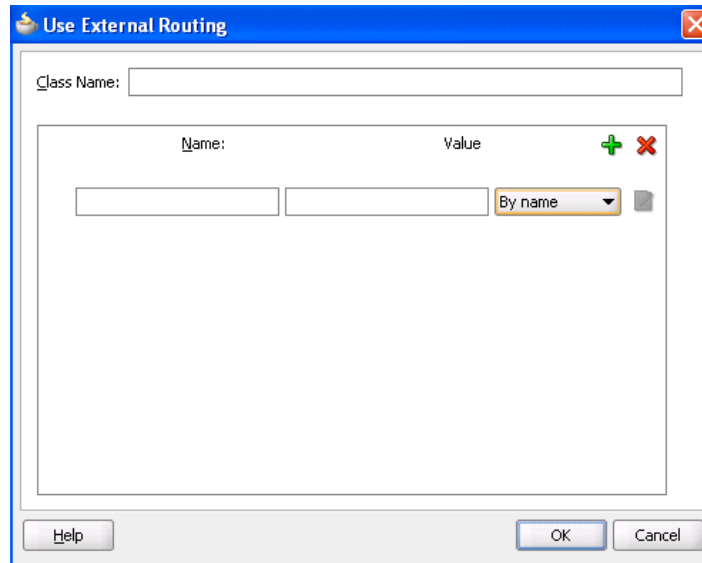 Use External Routing
Class Name:
Name: Value
By name
Help OK Cancel